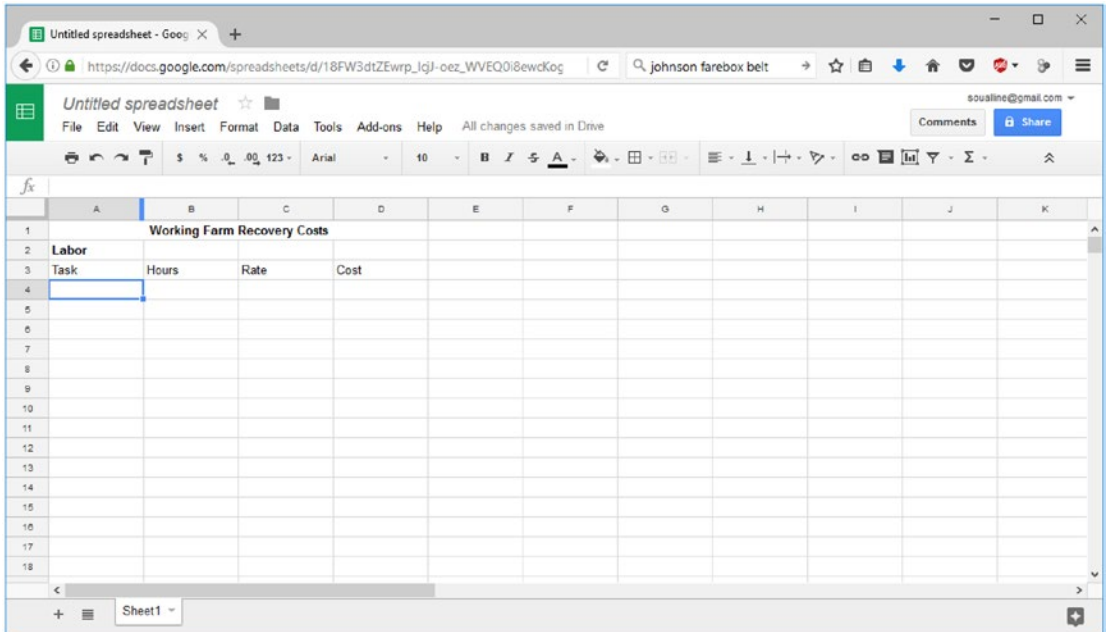 Untitled spreadsheet - Goog
https://docs.google.com/spreadsheets/d/18FW3dtZEwrp_IcjJ-oez_WVEQ0i8ewcKog
johnson farebox belt
Untitled spreadsheet
soualine@gmail.com
File Edit View Insert Format Data Tools Add-ons Help All changes saved in Drive
Comments Share
$ % .0 .00 123 Arial 10 B I S A Σ
fx
A B C D E F G H I J K
1 Working Farm Recovery Costs
2 Labor
3 Task Hours Rate Cost
4
5
6
7
8
9
10
11
12
13
14
15
16
17
18
Sheet1